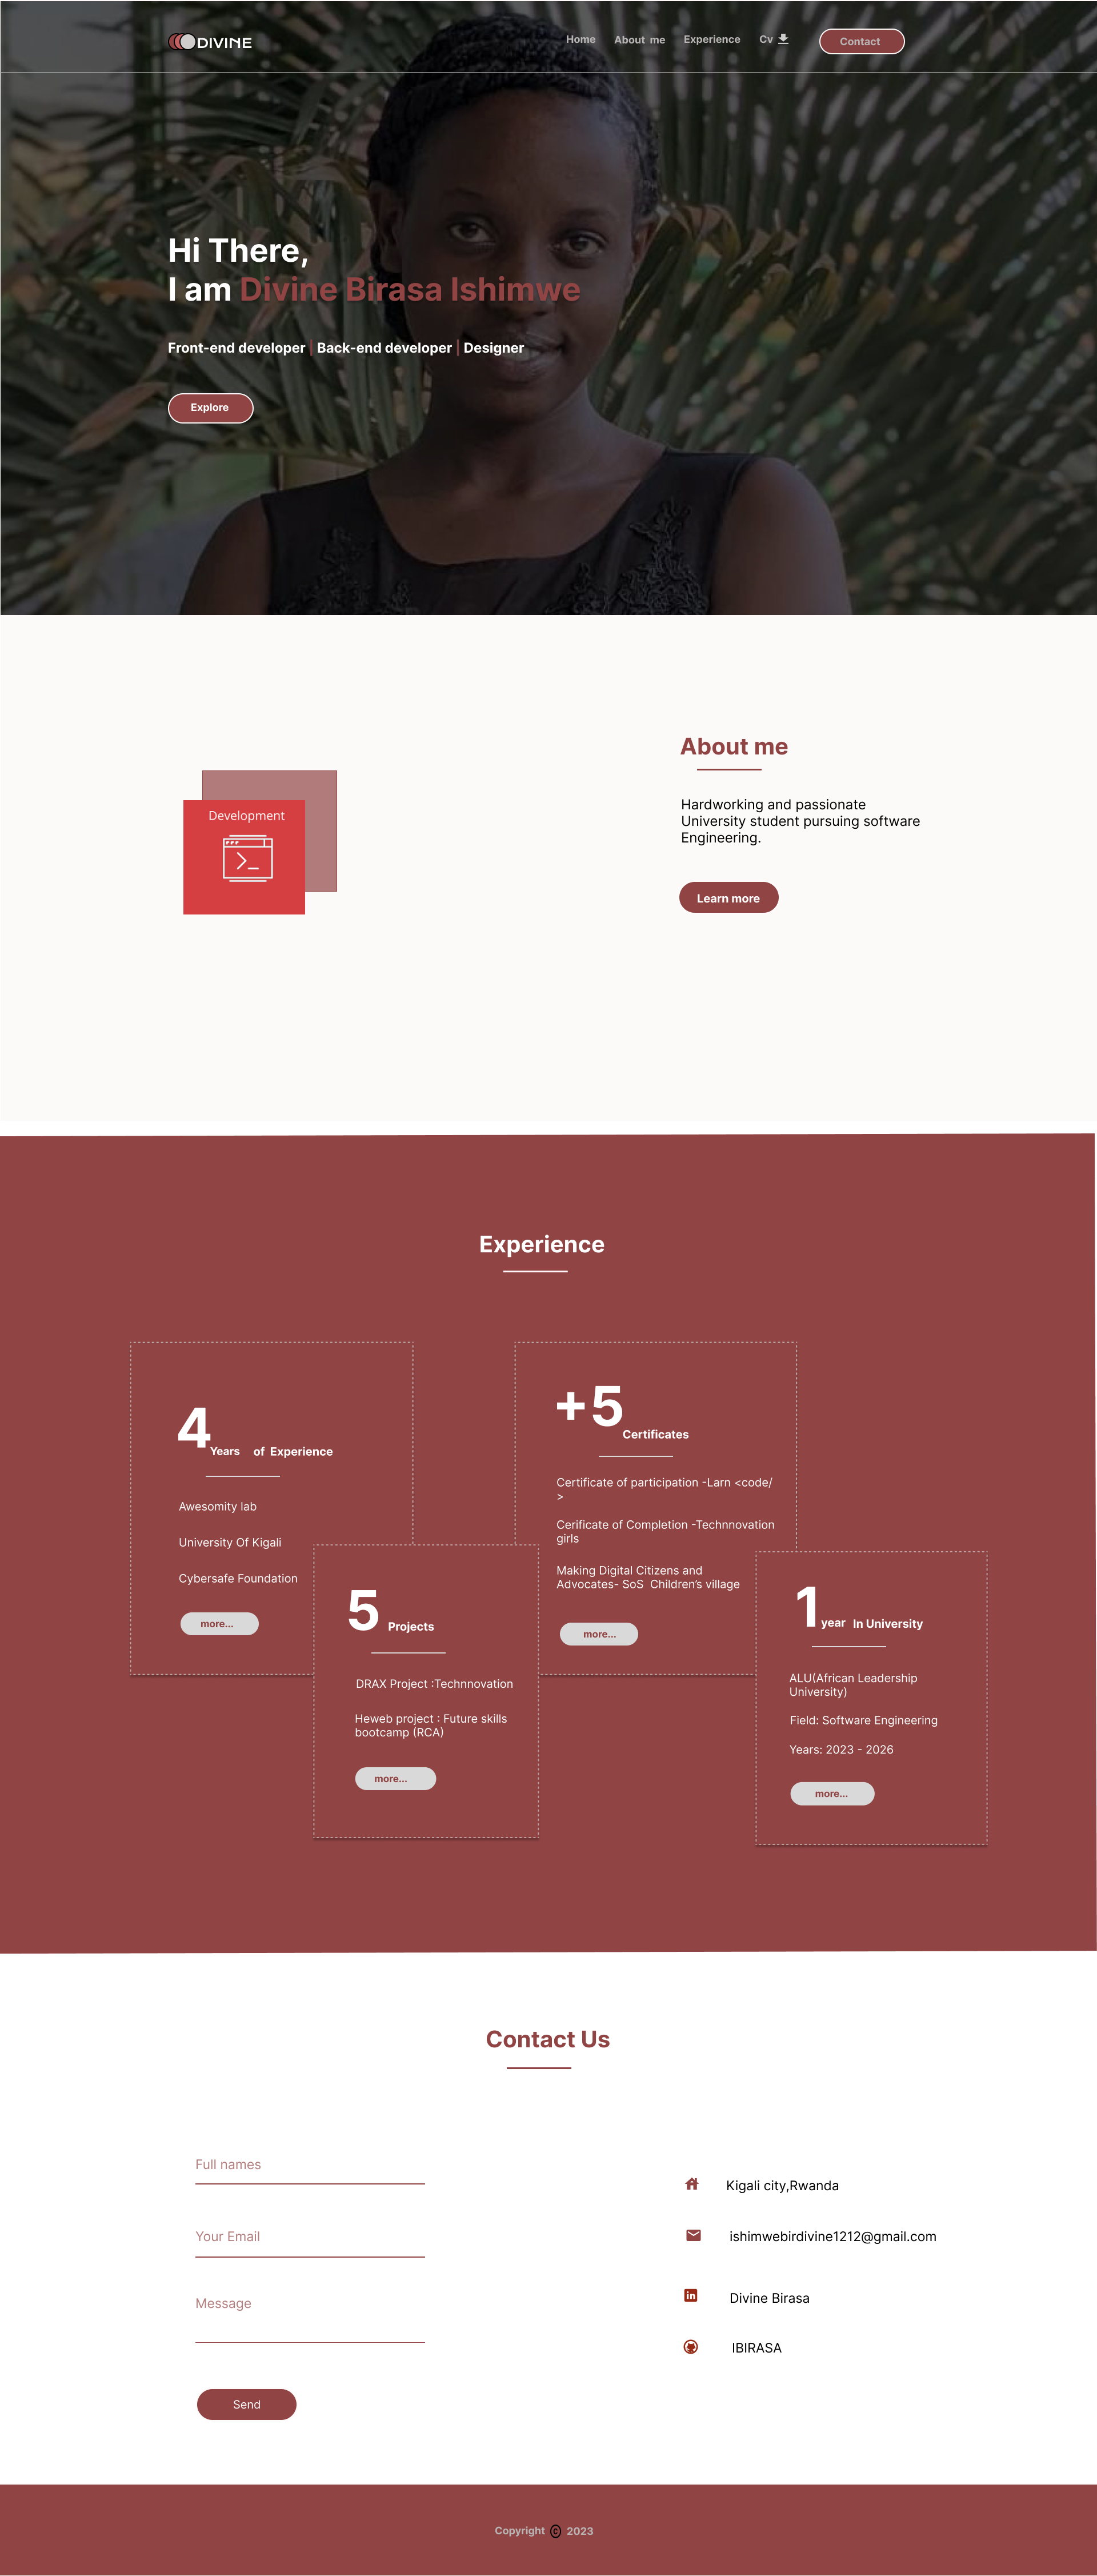 DIVINE
Home About me Experience Cv Contact
Hi There,
I am Divine Birasa Ishimwe
Front-end developer | Back-end developer | Designer
Explore
Development
About me
Hardworking and passionate
University student pursuing software
Engineering.
Learn more
Experience
4 Years of Experience
Awesomity lab
University Of Kigali
Cybersafe Foundation
more...
5 Projects
DRAX Project :Technnovation
Heweb project : Future skills
bootcamp (RCA)
more...
+5 Certificates
Certificate of participation -Larn <code/
>
Cerificate of Completion -Technnovation
girls
Making Digital Citizens and
Advocates- SoS Children’s village
more...
1 year In University
ALU(African Leadership
University)
Field: Software Engineering
Years: 2023 - 2026
more...
Contact Us
Full names
Your Email
Message
Send
Kigali city,Rwanda
ishimwebirdivine1212@gmail.com
in Divine Birasa
IBIRASA
Copyright © 2023